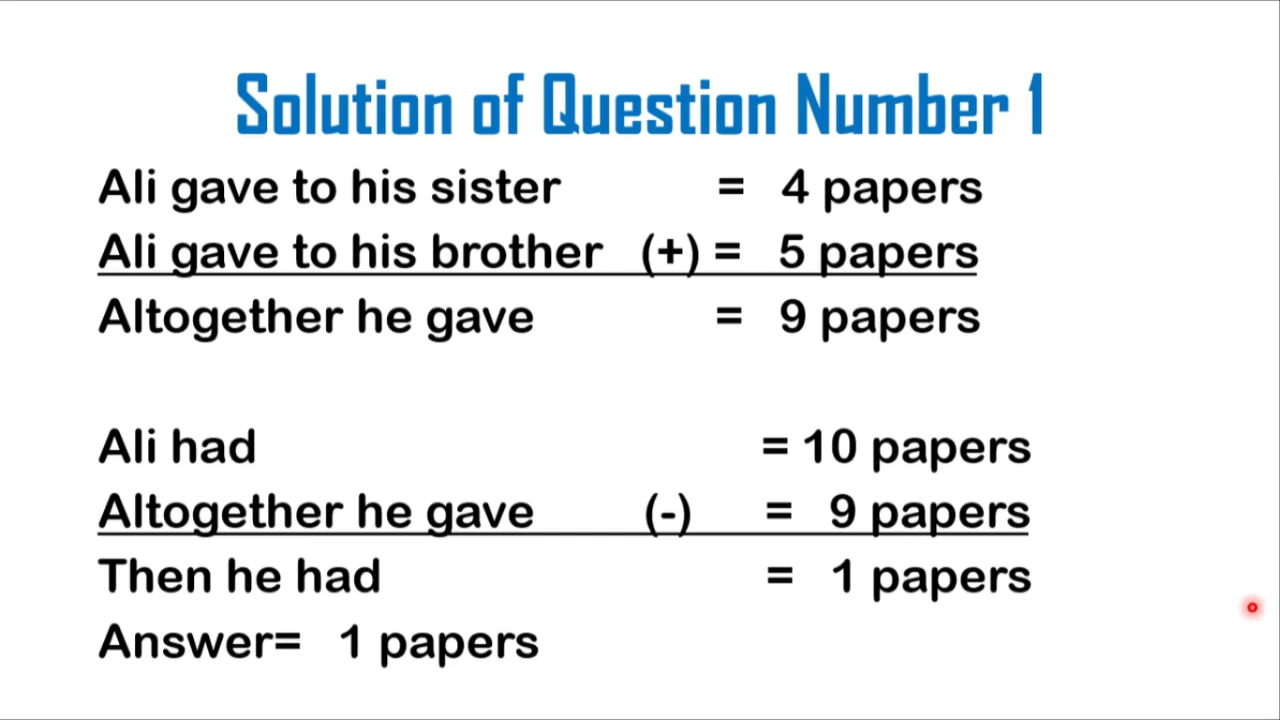 Solution of Question Number 1
Ali gave to his sister = 4 papers
Ali gave to his brother (+) = 5 papers
Altogether he gave = 9 papers
Ali had = 10 papers
Altogether he gave (-) = 9 papers
Then he had = 1 papers
Answer= 1 papers